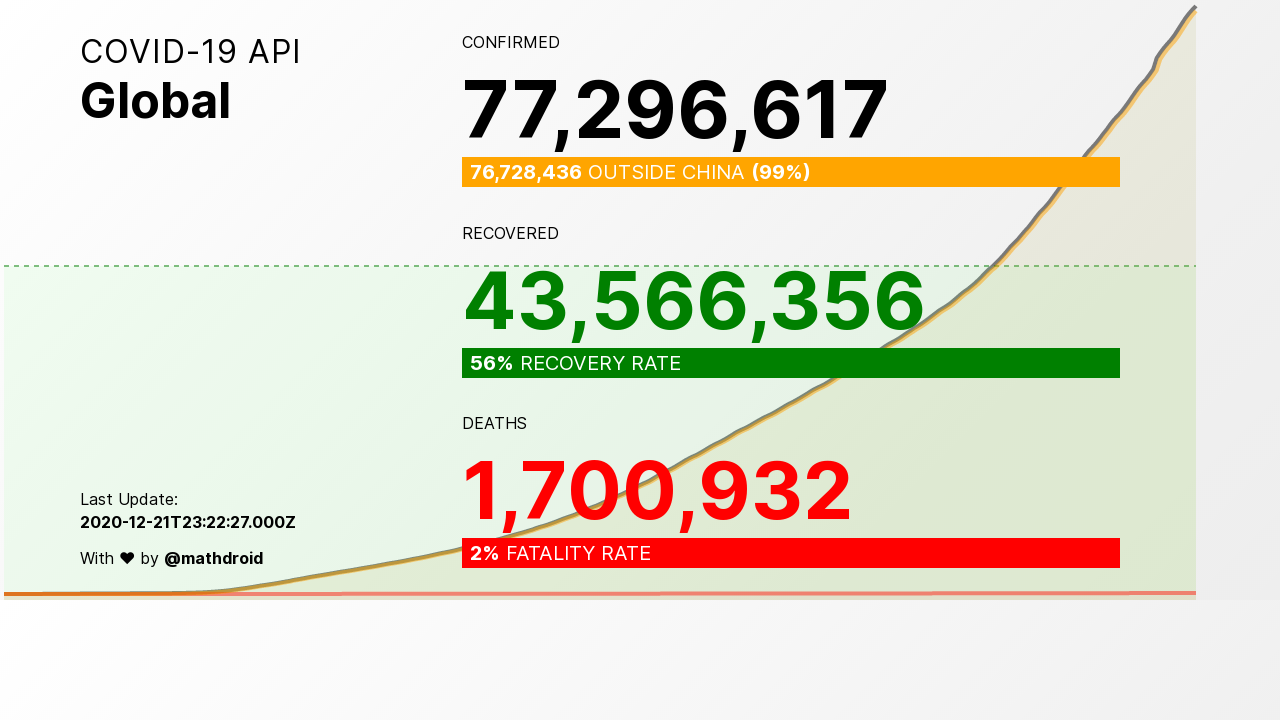 COVID-19 API
Global
CONFIRMED
77,296,617
76,728,436 OUTSIDE CHINA (99%)
RECOVERED
43,566,356
56% RECOVERY RATE
DEATHS
1,700,932
2% FATALITY RATE
Last Update:
2020-12-21T23:22:27.000Z
With ♥ by @mathdroid